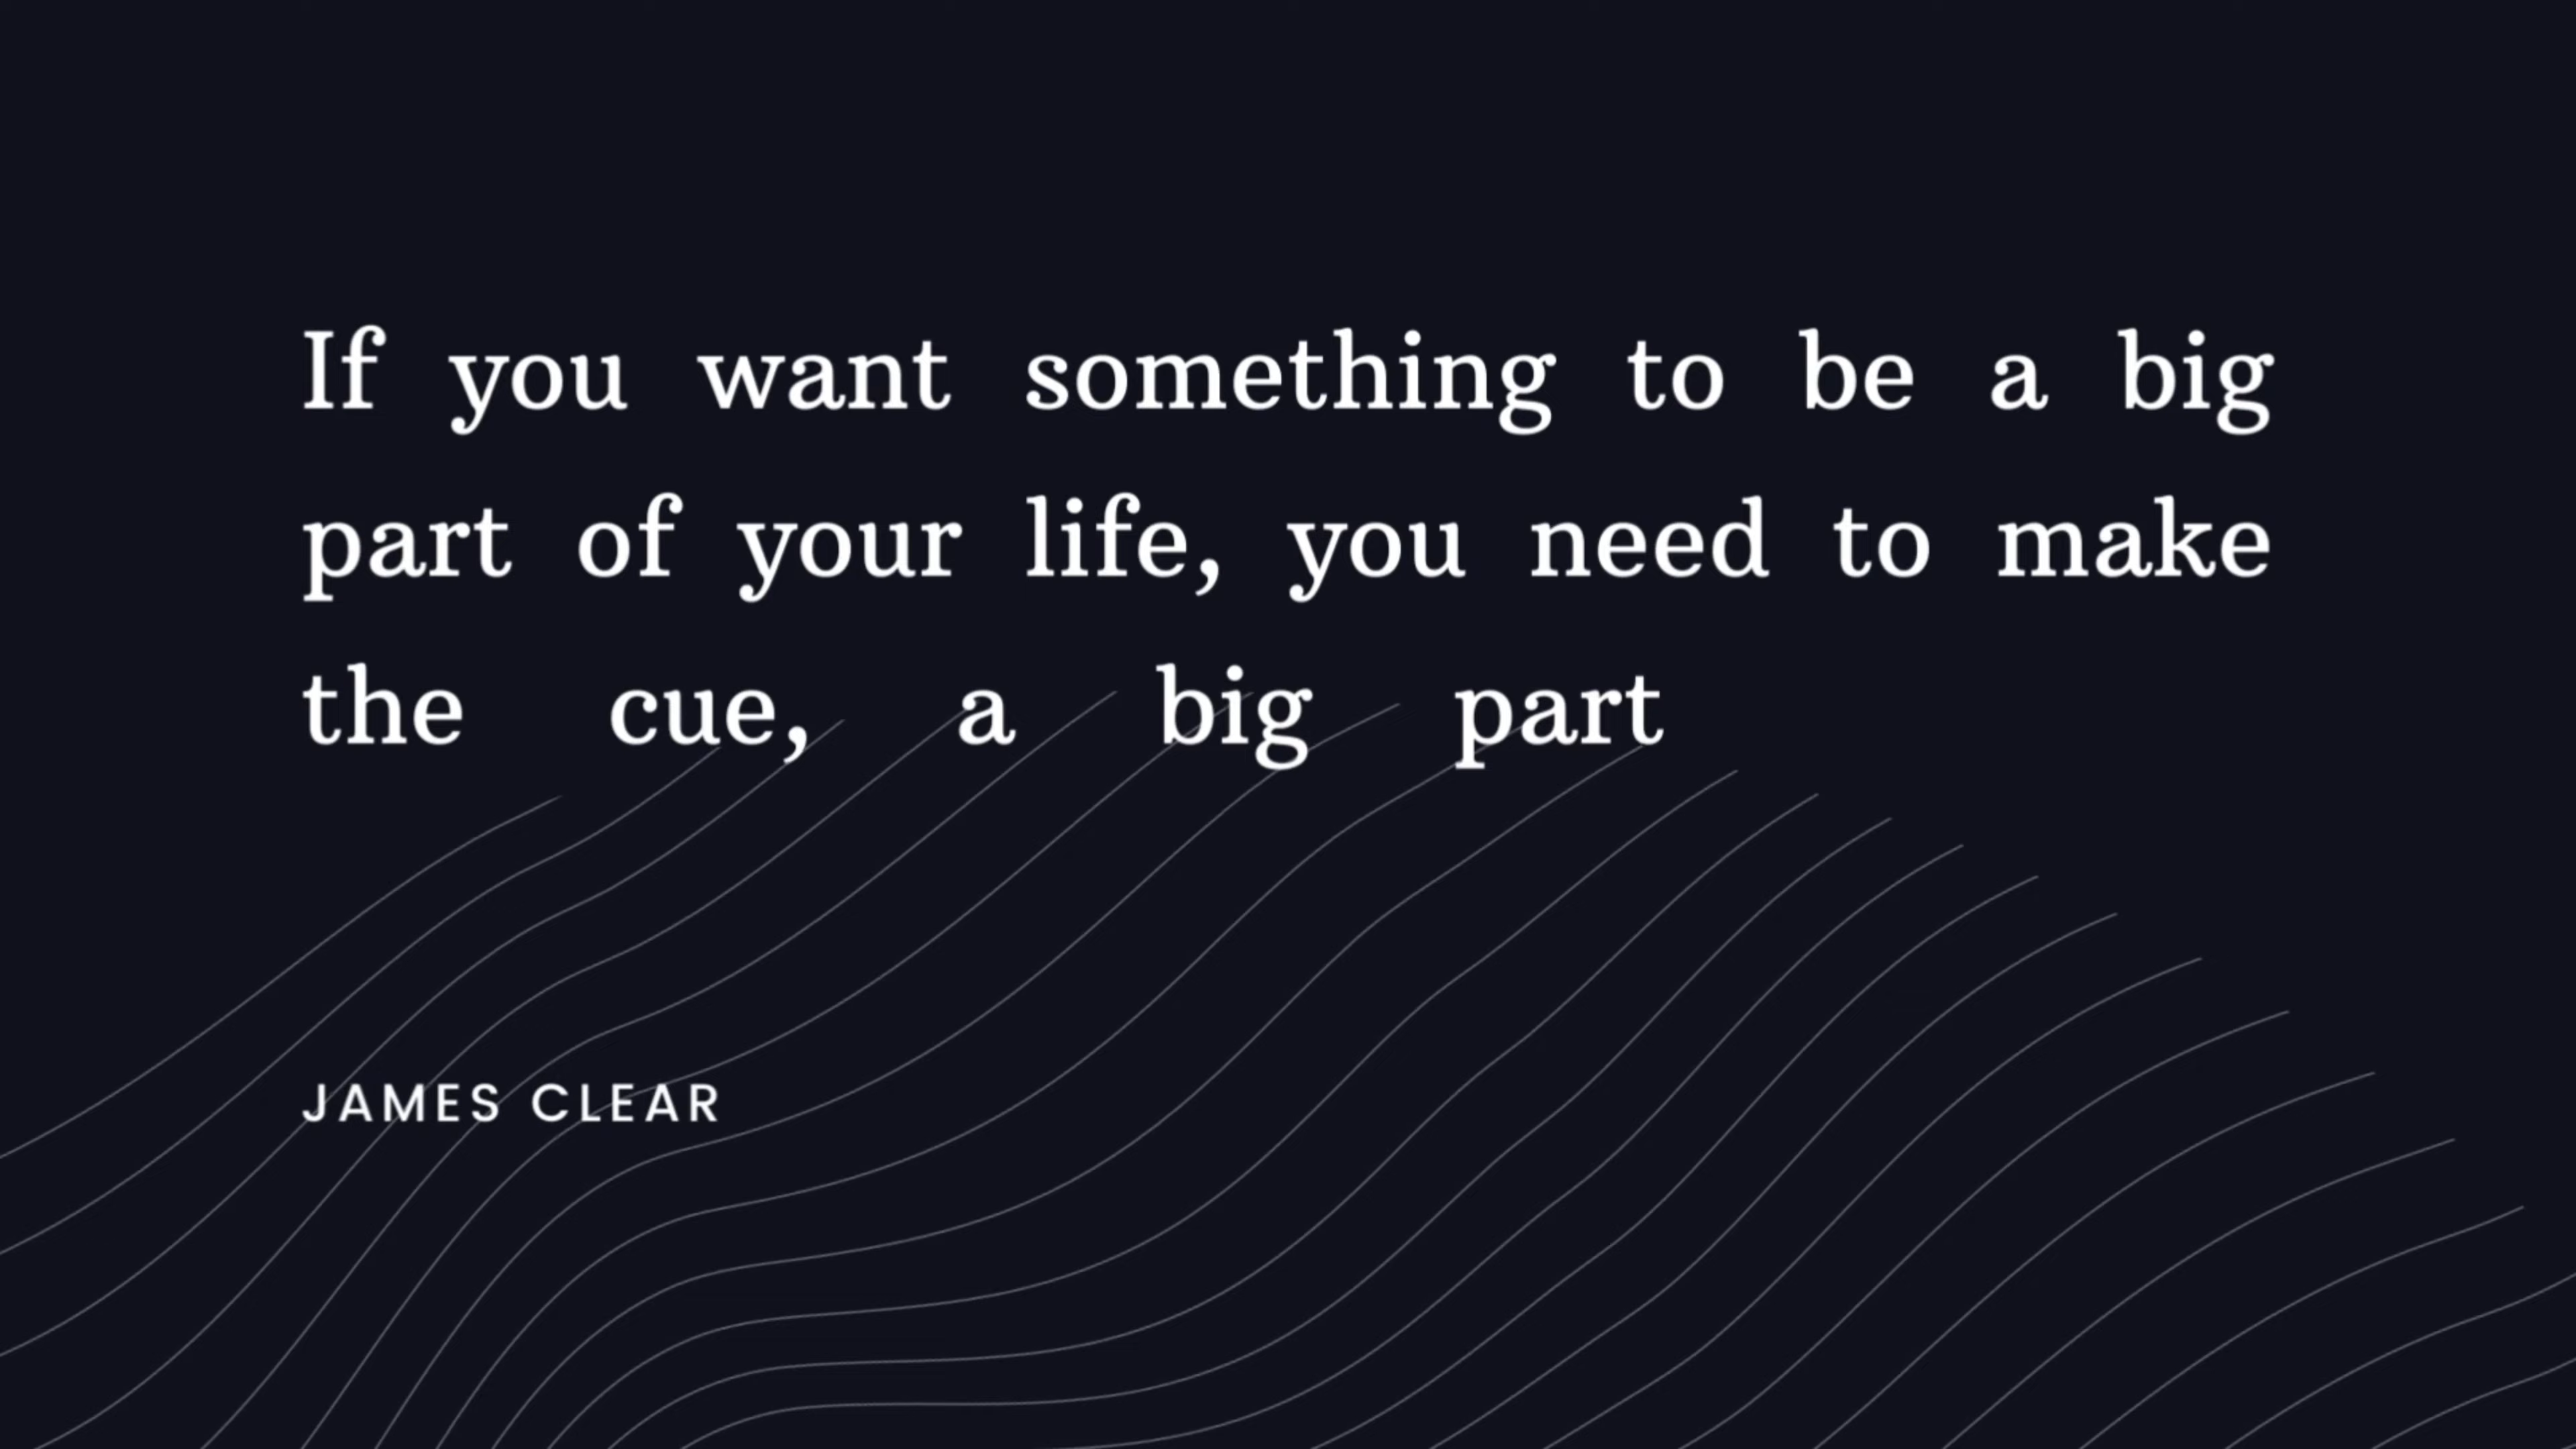 If you want something to be a big
part of your life, you need to make
the cue, a big part
JAMES CLEAR